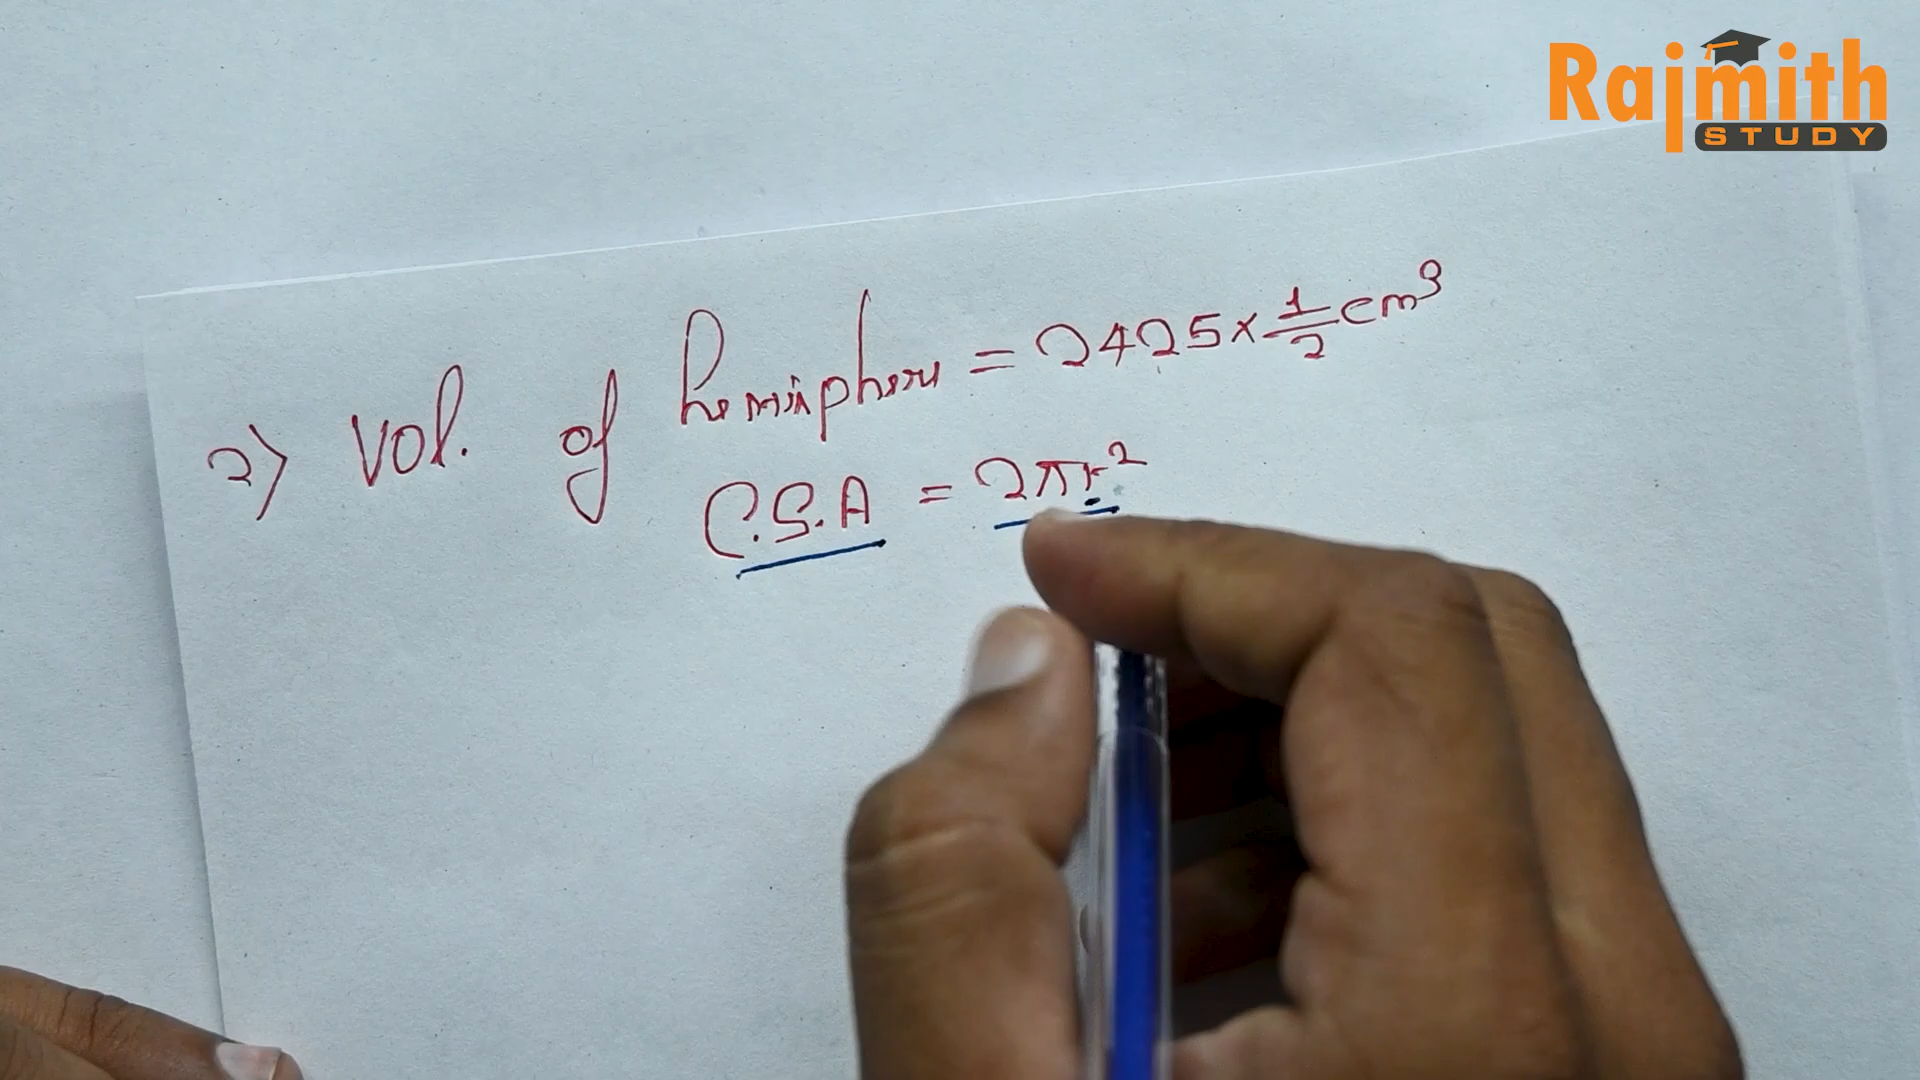 Rajmith
STUDY
2) Vol. of hemisphere = 2425 × 1/2 cm³
C.S.A = 2πr²